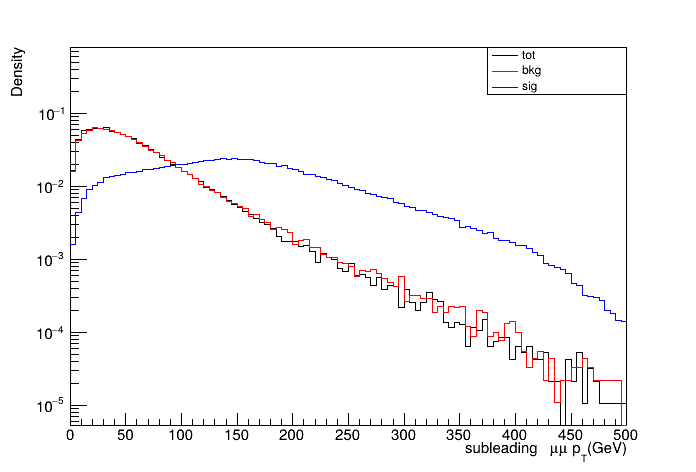 Density
tot
bkg
sig
10⁻¹
10⁻²
10⁻³
10⁻⁴
10⁻⁵
0 50 100 150 200 250 300 350 400 450 500
subleading μμ p_T(GeV)